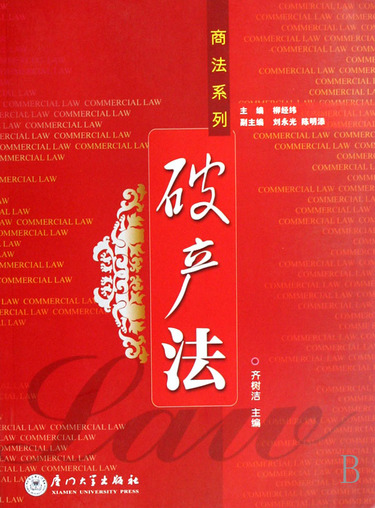 商法系列
主 编 柳经纬
副主编 刘永光 陈明添
破产法
◎齐树洁 主编
COMMERCIAL LAW COMMERCIAL LAW
Law
厦门大学出版社
XIAMEN UNIVERSITY PRESS
B